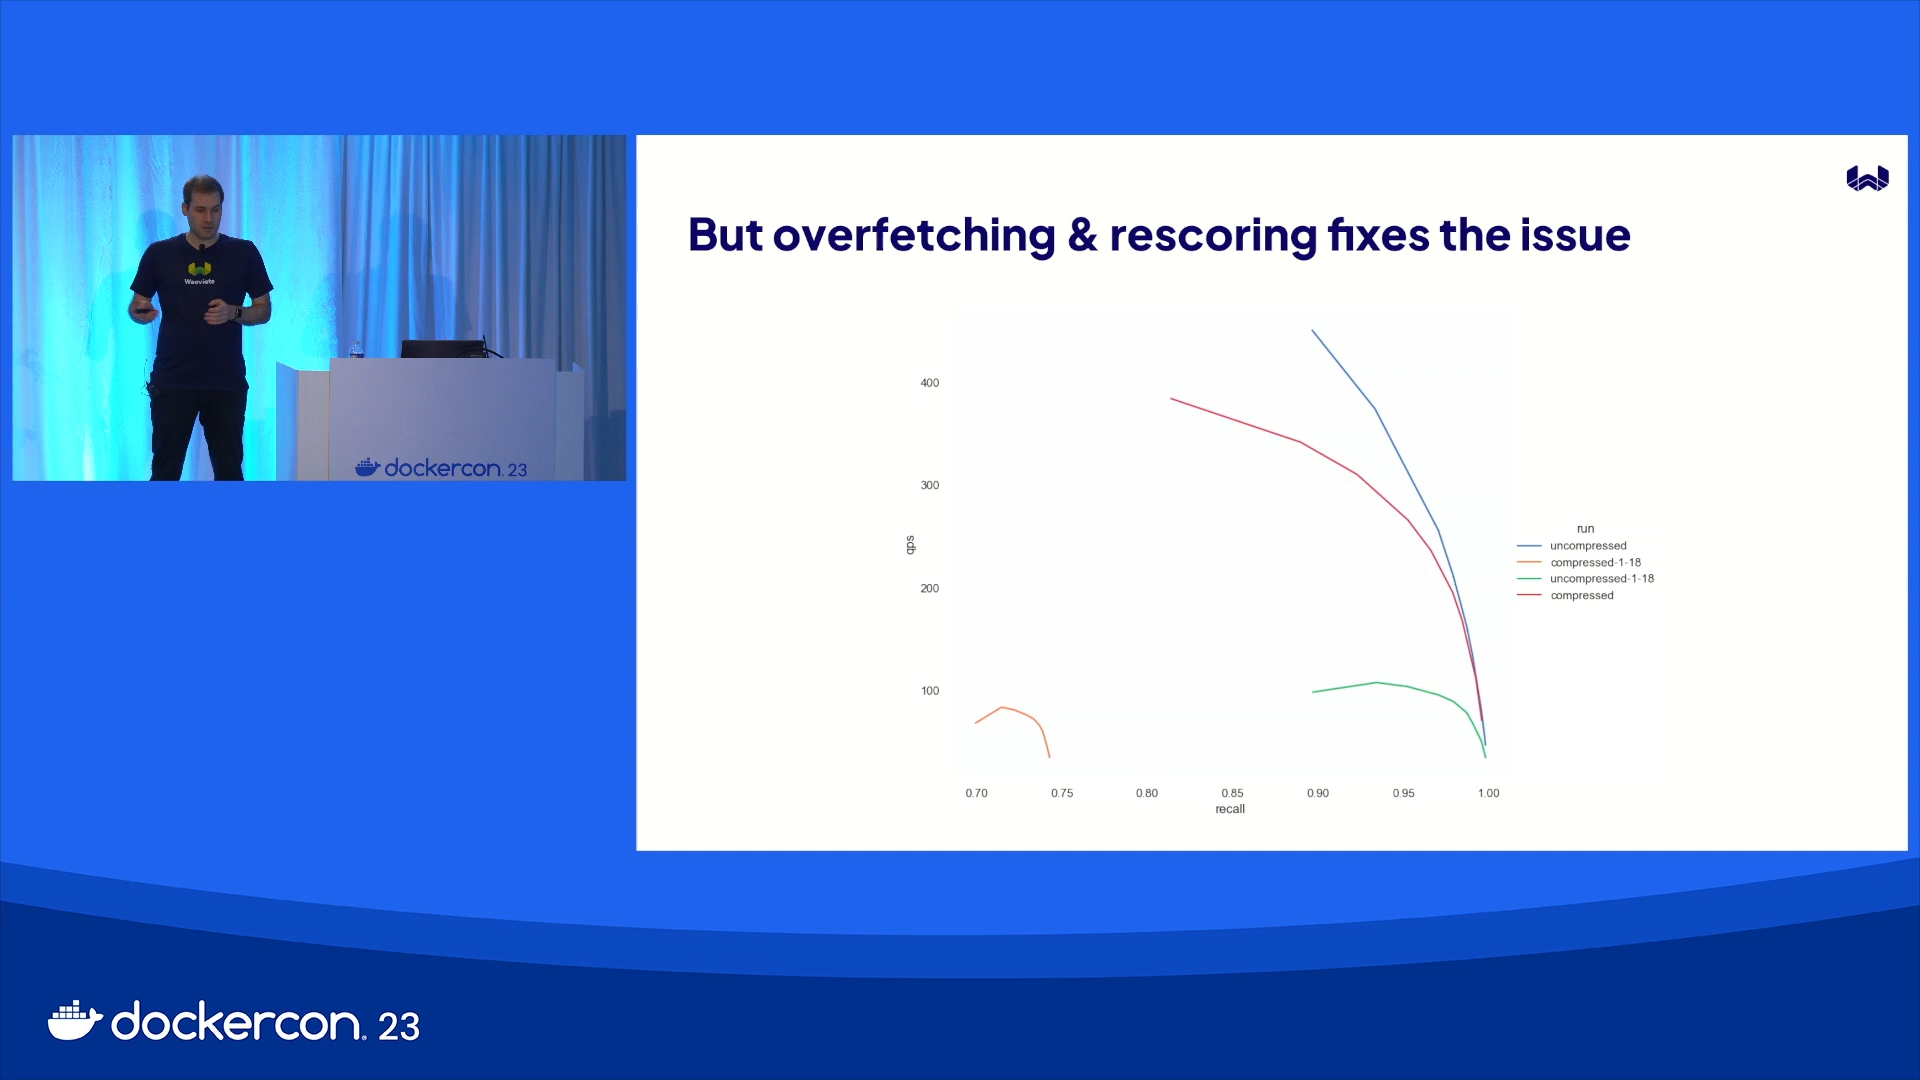 Weaviate
dockercon. 23
But overfetching & rescoring fixes the issue
400
300
200
100
qps
0.70 0.75 0.80 0.85 0.90 0.95 1.00
recall
run
uncompressed
compressed-1-18
uncompressed-1-18
compressed
dockercon. 23